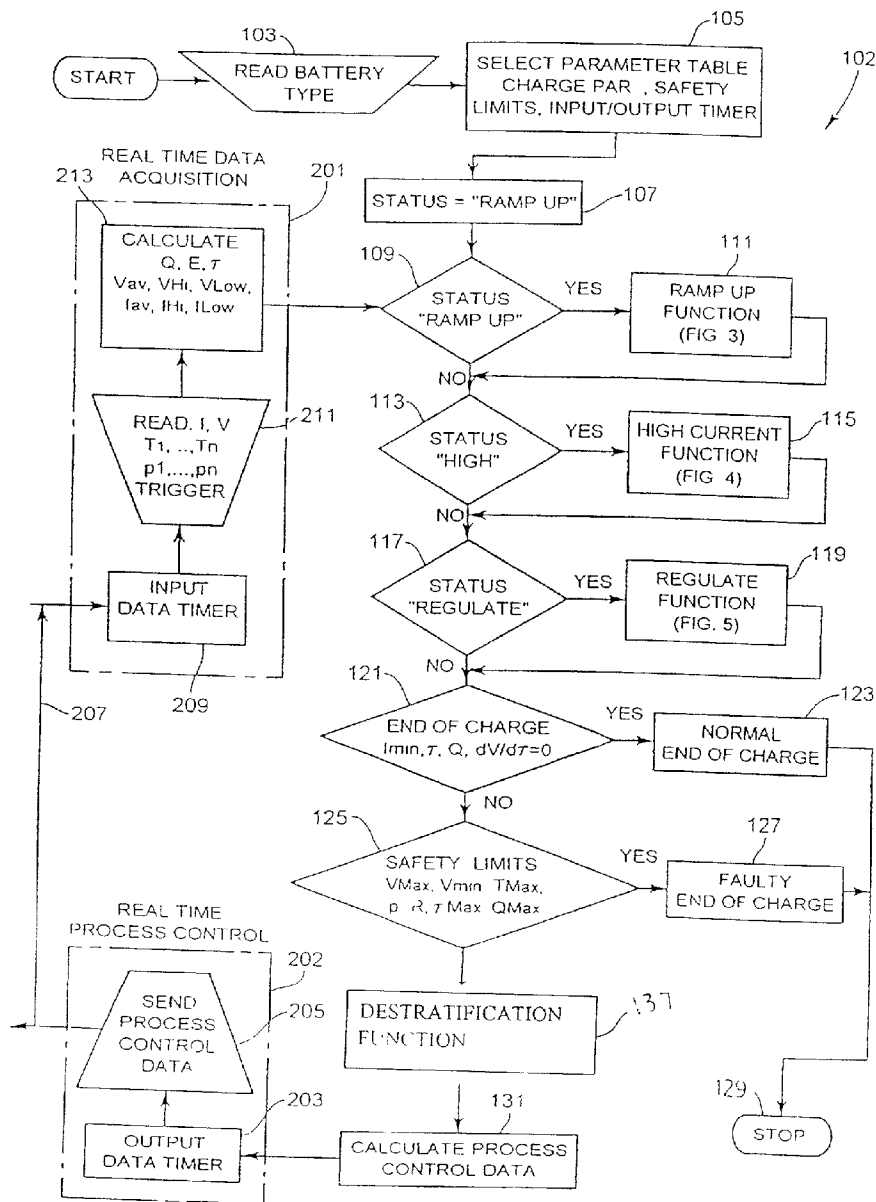 105
103
102
START
READ BATTERY
TYPE
SELECT PARAMETER TABLE
CHARGE PAR , SAFETY
LIMITS, INPUT/OUTPUT TIMER
REAL TIME DATA
ACQUISITION
201
213
STATUS = "RAMP UP"
107
CALCULATE
Q, E, τ
Vav, VHi, VLow,
Iav, IHi, ILow
109
STATUS
"RAMP UP"
YES
111
RAMP UP
FUNCTION
(FIG 3)
NO
READ. I, V
T1, ..,Tn
p1,...,pn
TRIGGER
211
113
STATUS
"HIGH"
YES
115
HIGH CURRENT
FUNCTION
(FIG 4)
NO
117
STATUS
"REGULATE"
YES
119
REGULATE
FUNCTION
(FIG. 5)
INPUT
DATA TIMER
209
207
NO
121
END OF CHARGE
Imin, τ, Q, dV/dτ=0
YES
123
NORMAL
END OF CHARGE
NO
125
SAFETY LIMITS
VMax, Vmin TMax,
p R, τ Max QMax
YES
127
FAULTY
END OF CHARGE
REAL TIME
PROCESS CONTROL
202
SEND
PROCESS
CONTROL
DATA
205
DESTRATIFICATION
FUNCTION
137
203
OUTPUT
DATA TIMER
131
CALCULATE PROCESS
CONTROL DATA
129
STOP